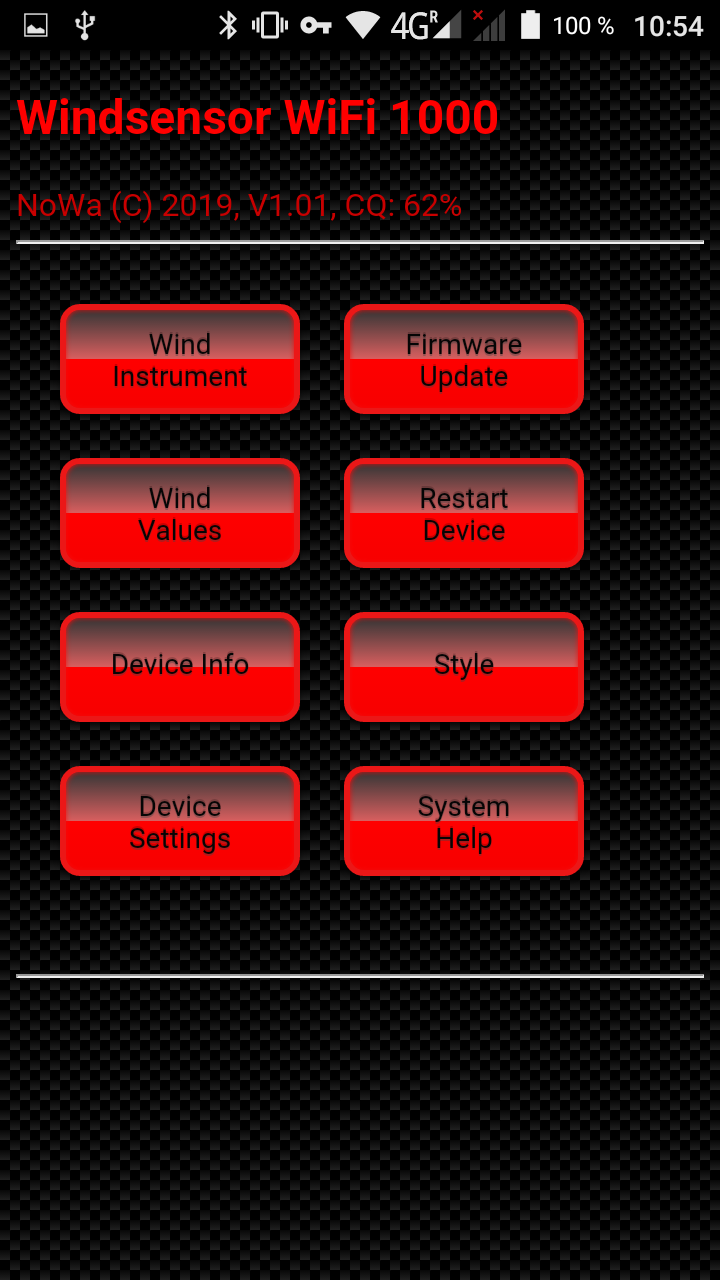 4G R 100 % 10:54
Windsensor WiFi 1000
NoWa (C) 2019, V1.01, CQ: 62%
Wind
Instrument
Firmware
Update
Wind
Values
Restart
Device
Device Info
Style
Device
Settings
System
Help